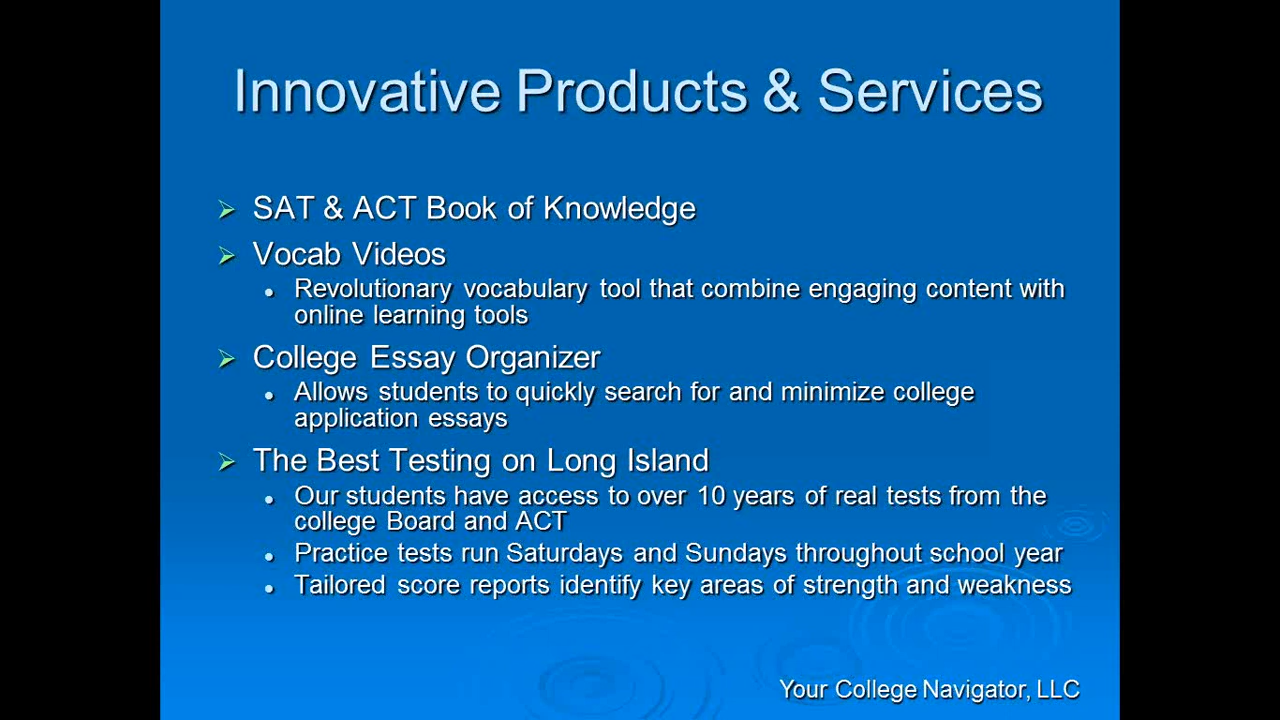 Innovative Products & Services
SAT & ACT Book of Knowledge
Vocab Videos
Revolutionary vocabulary tool that combine engaging content with
online learning tools
College Essay Organizer
Allows students to quickly search for and minimize college
application essays
The Best Testing on Long Island
Our students have access to over 10 years of real tests from the
college Board and ACT
Practice tests run Saturdays and Sundays throughout school year
Tailored score reports identify key areas of strength and weakness
Your College Navigator, LLC